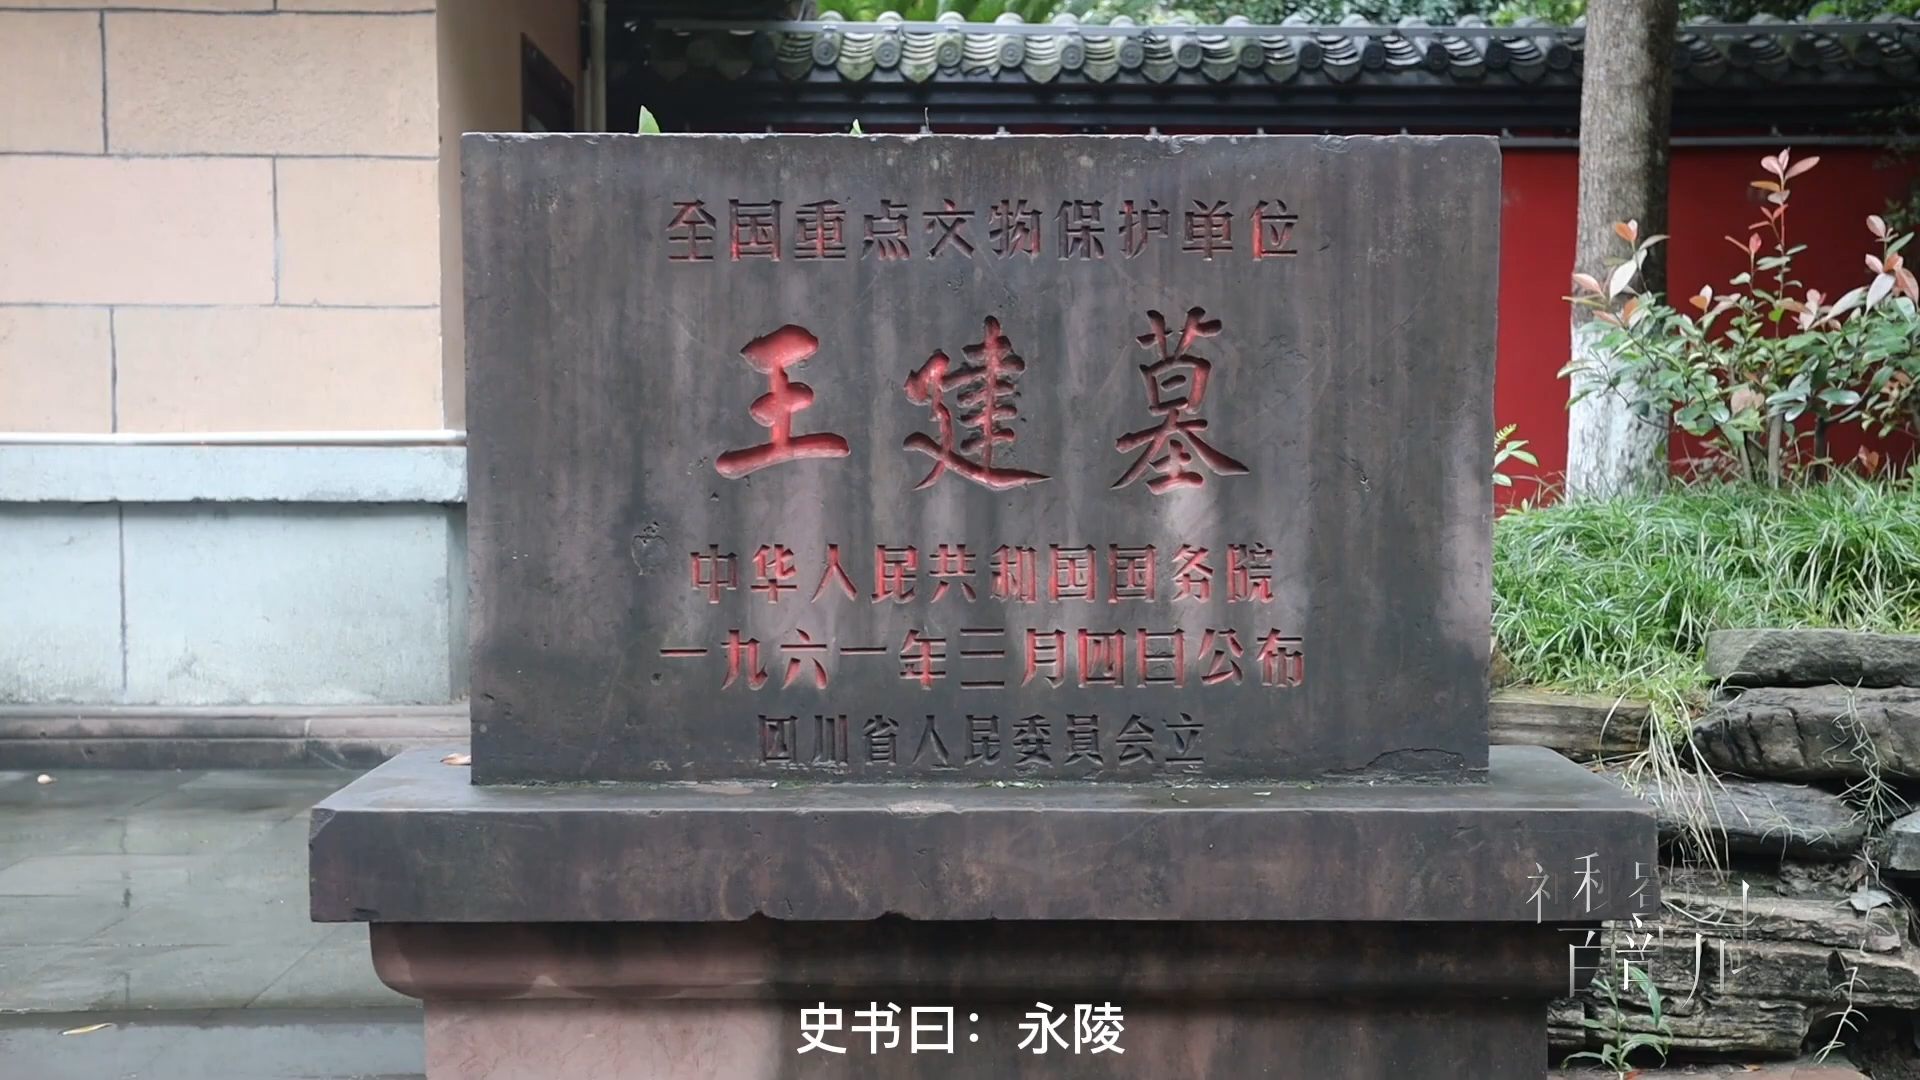 全国重点文物保护单位
王建墓
中华人民共和国国务院
一九六一年三月四日公布
四川省人民委员会立
史书曰：永陵